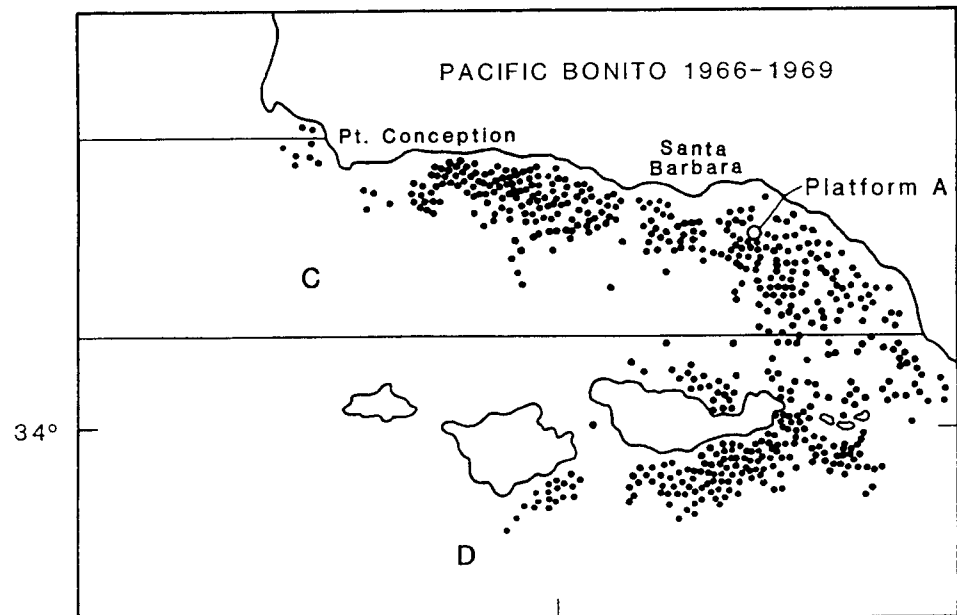 PACIFIC BONITO 1966-1969
Pt. Conception
Santa
Barbara
Platform A
C
34°
D